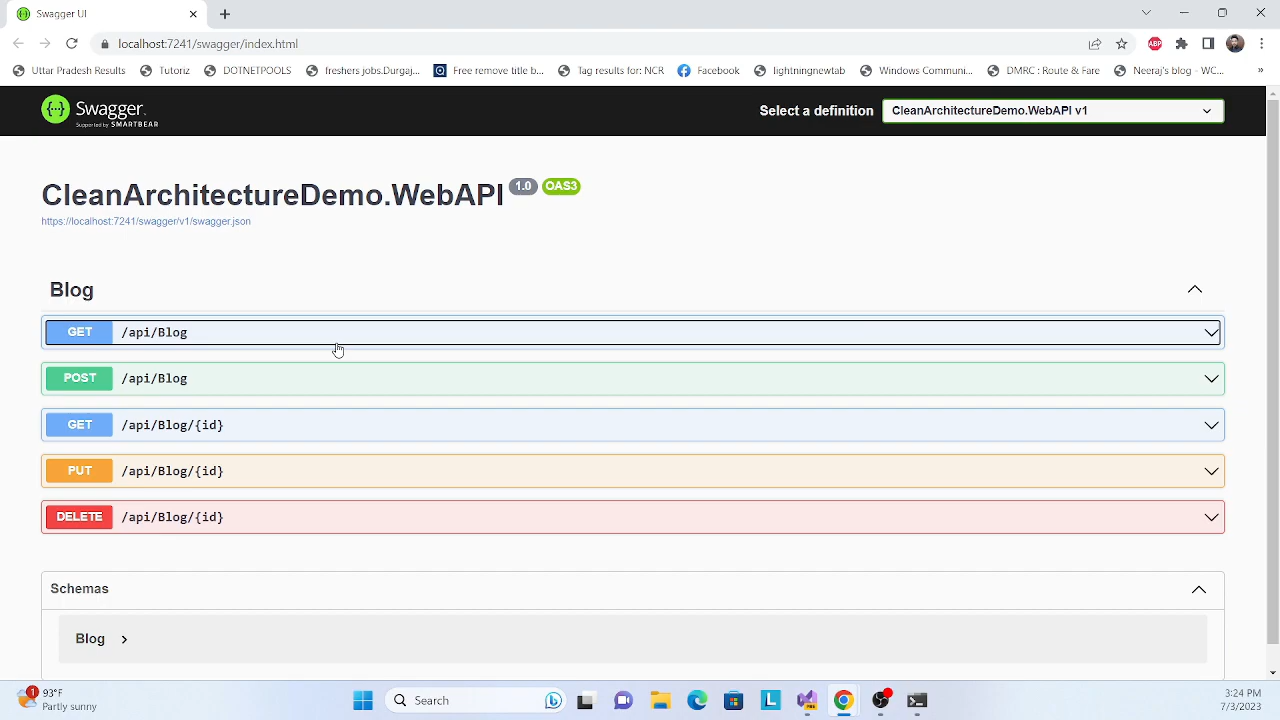 Swagger UI
localhost:7241/swagger/index.html
ABP
Uttar Pradesh Results
Tutoriz
DOTNETPOOLS
freshers jobs.Durgaj...
Free remove title b...
Tag results for: NCR
Facebook
lightningnewtab
Windows Communi...
DMRC : Route & Fare
Neeraj's blog - WC...
»
{··} Swagger
Supported by SMARTBEAR
Select a definition
CleanArchitectureDemo.WebAPI v1
CleanArchitectureDemo.WebAPI 1.0 OAS3
https://localhost:7241/swagger/v1/swagger.json
Blog
GET /api/Blog
POST /api/Blog
GET /api/Blog/{id}
PUT /api/Blog/{id}
DELETE /api/Blog/{id}
Schemas
Blog
1
93°F
Partly sunny
Search
L
3:24 PM
7/3/2023